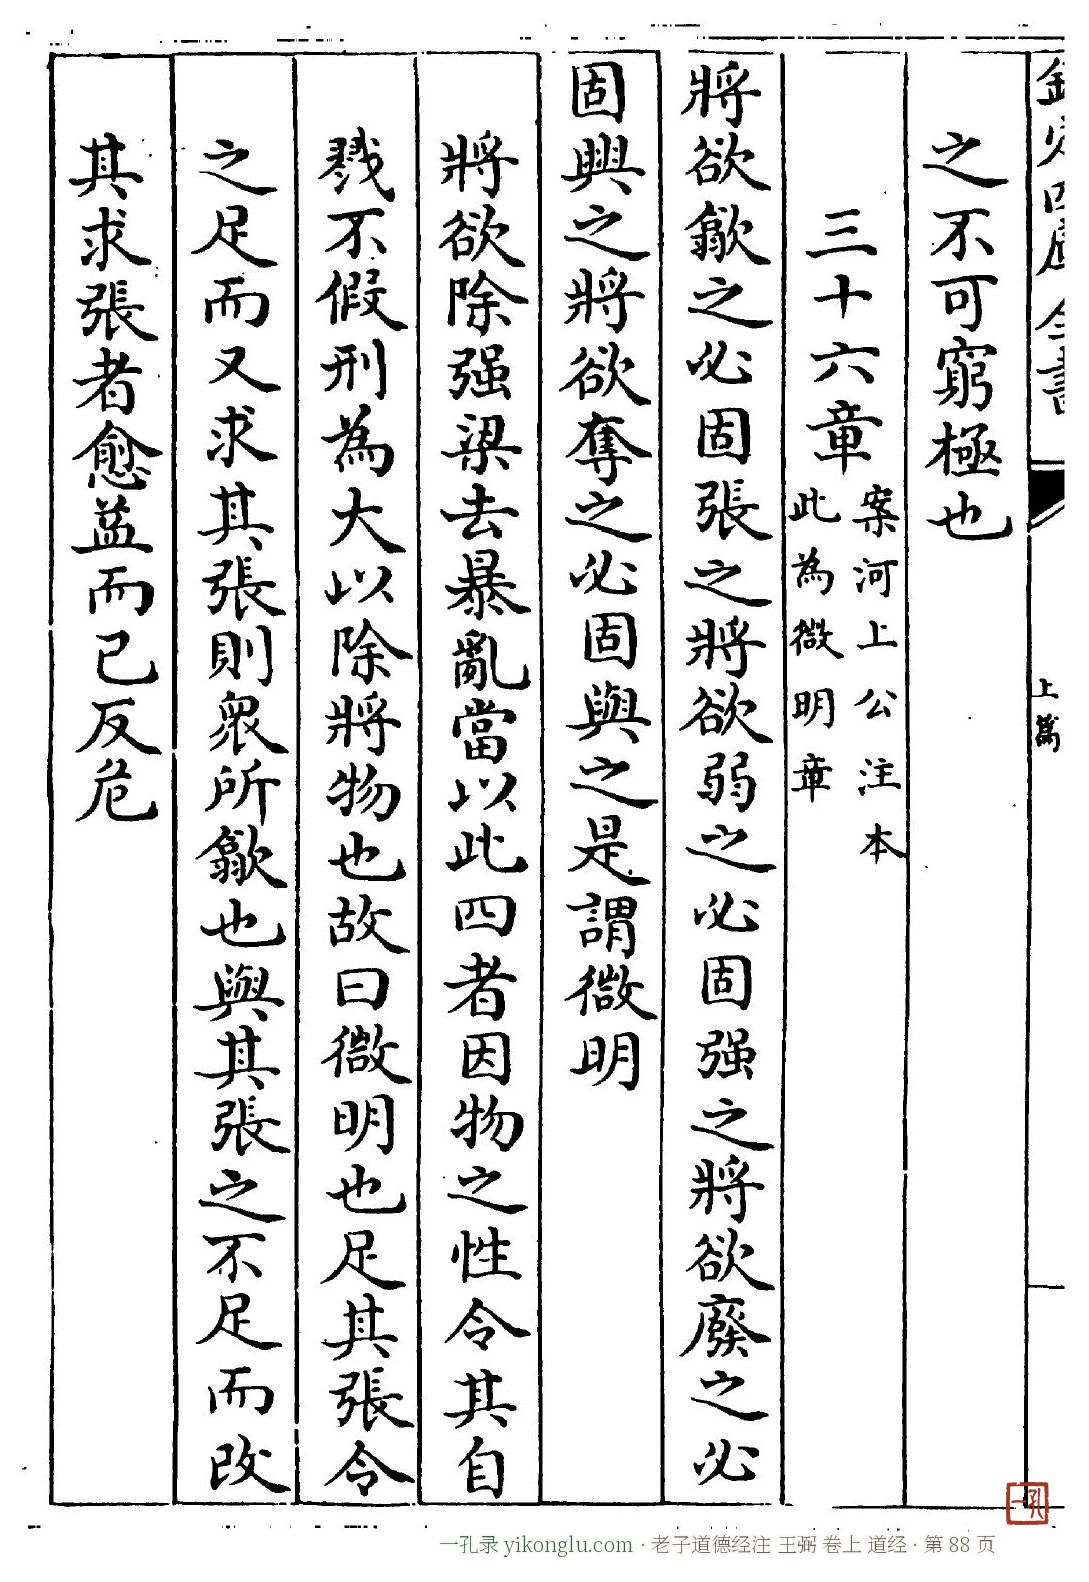 欽定四庫全書
上篇
之不可窮極也
三十六章案河上公注本
此為微明章
將欲歙之必固張之將欲弱之必固强之將欲廢之必
固興之將欲奪之必固與之是謂微明
將欲除强梁去暴亂當以此四者因物之性令其自
戮不假刑為大以除將物也故曰微明也足其張令
之足而又求其張則衆所歙也與其張之不足而改
其求張者愈益而已反危
一孔
一孔录 yikonglu.com · 老子道德经注 王弼 卷上 道经 · 第 88 页